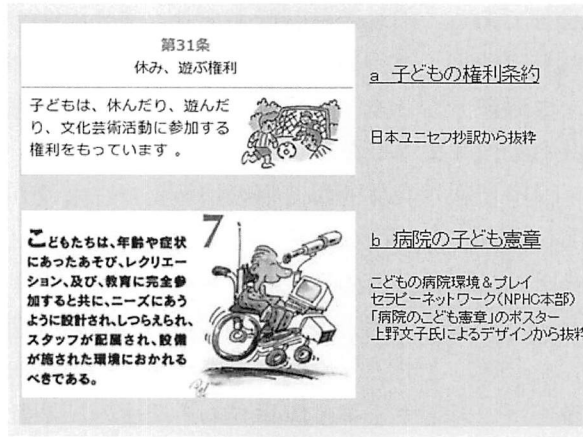 第31条
休み、遊ぶ権利
子どもは、休んだり、遊んだ
り、文化芸術活動に参加する
権利をもっています 。
a 子どもの権利条約
日本ユニセフ抄訳から抜粋
こどもたちは、年齢や症状
にあったあそび、レクリエー
ション、及び、教育に完全参
加すると共に、ニーズにあう
ように設計され、しつらえられ、
スタッフが配属され、設備
が施された環境におかれる
べきである。
7
b 病院の子ども憲章
こどもの病院環境&プレイ
セラピーネットワーク(NPHC本部)
「病院のこども憲章」のポスター
上野文子氏によるデザインから抜粋